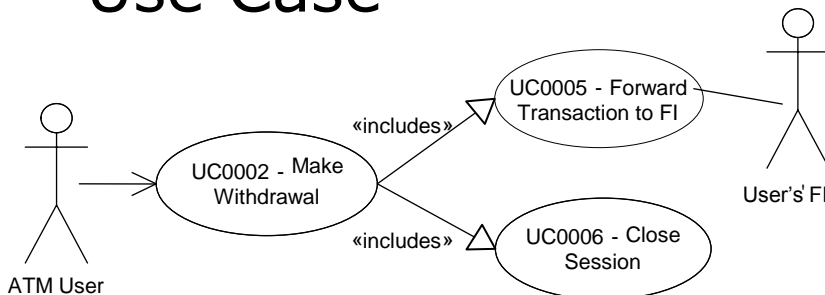 Use Case
«includes»
UC0005 - Forward
Transaction to FI
UC0002 - Make
Withdrawal
User's' FI
«includes»
UC0006 - Close
Session
ATM User